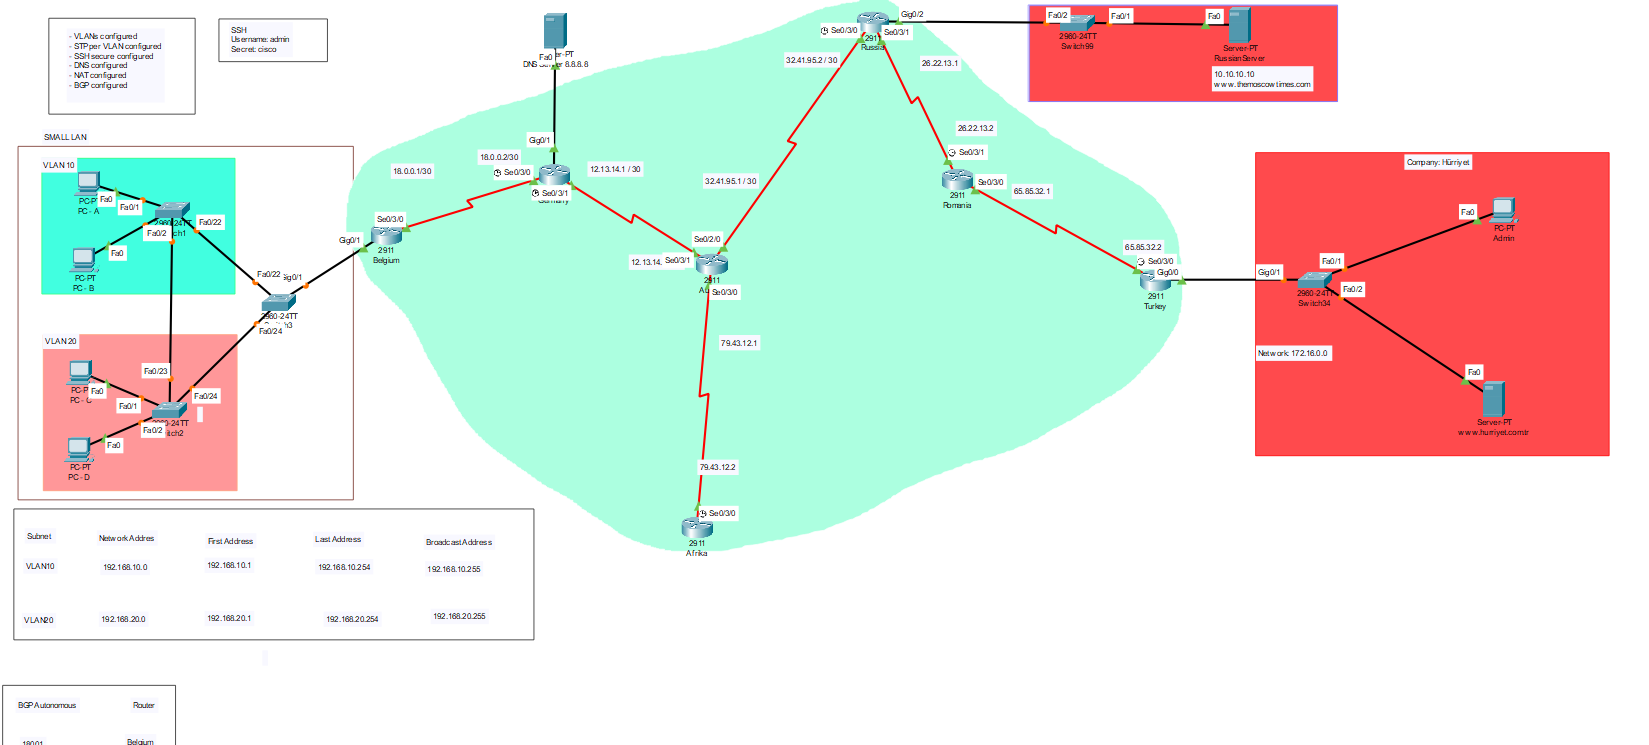 - VLANs configured
- STP per VLAN configured
- SSH secure configured
- DNS configured
- NAT configured
- BGP configured
SSH
Username: admin
Secret: cisco
SMALL LAN
VLAN 10
PC-PT
PC - A
Fa0
Fa0/1
2960-24TT
Fa0/2
Fa0/22
Fa0
PC-PT
PC - B
VLAN 20
PC - C
Fa0
Fa0/1
Fa0/23
Fa0/24
2960-24TT
Fa0/2
Fa0
PC-PT
PC - D
Fa0/22
Gig0/1
2960-24TT
Fa0/24
Gig0/1
Se0/3/0
2911
Belgium
18.0.0.1/30
18.0.0.2/30
Se0/3/0
Se0/3/1
Germany
Gig0/1
Fa0
DNS Server 8.8.8.8
12.13.14.1 / 30
12.13.14.
Se0/3/1
Se0/2/0
2911
Se0/3/0
32.41.95.1 / 30
32.41.95.2 / 30
Se0/3/0
2911
Russia
Se0/3/1
Gig0/2
26.22.13.1
26.22.13.2
Se0/3/1
2911
Romania
Se0/3/0
65.85.32.1
65.85.32.2
Se0/3/0
Gig0/0
2911
Turkey
79.43.12.1
79.43.12.2
Se0/3/0
2911
Afrika
Fa0/2
Fa0/1
2960-24TT
Switch99
Fa0
Server-PT
RussianServer
10.10.10.10
www.themoscowtimes.com
Company: Hürriyet
Gig0/1
Fa0/1
Fa0/2
2960-24TT
Switch34
Fa0
PC-PT
Admin
Network: 172.16.0.0
Fa0
Server-PT
www.hurriyet.com.tr
Subnet Network Addres First Address Last Address Broadcast Address
VLAN10 192.168.10.0 192.168.10.1 192.168.10.254 192.168.10.255
VLAN20 192.168.20.0 192.168.20.1 192.168.20.254 192.168.20.255
BGP Autonomous Router
18001 Belgium